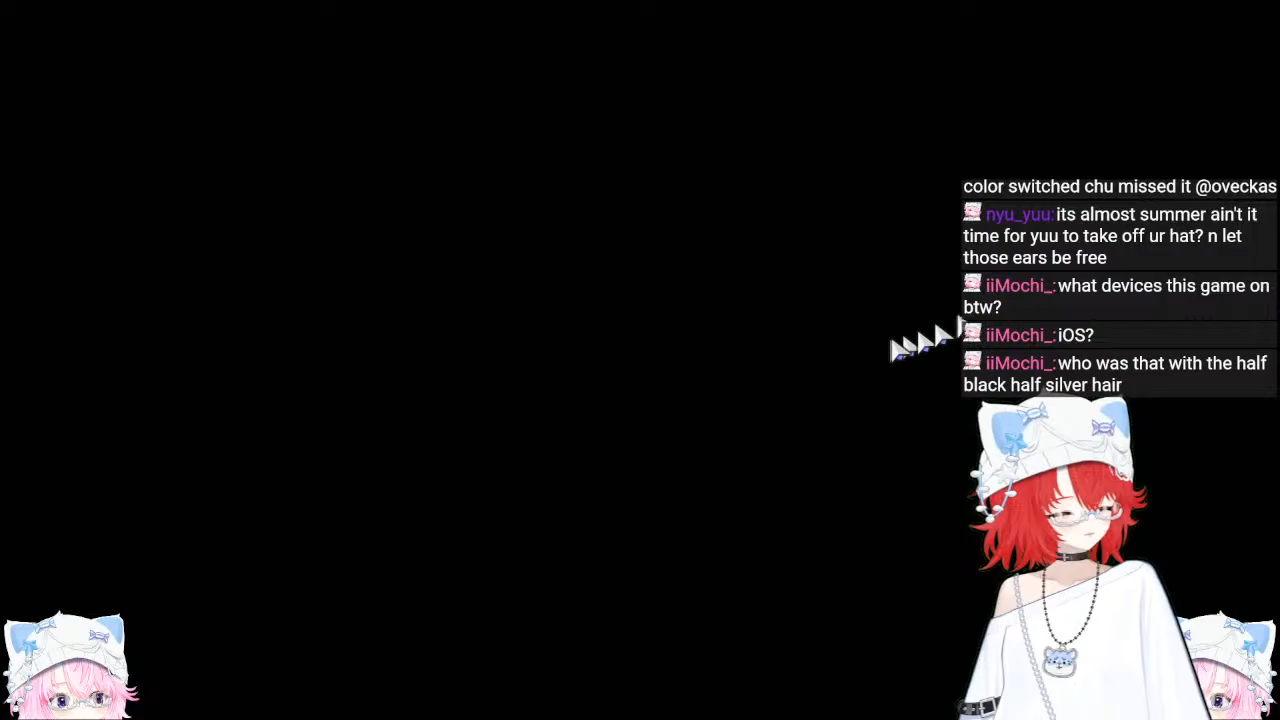 color switched chu missed it @oveckas
nyu_yuu:its almost summer ain't it
time for yuu to take off ur hat? n let
those ears be free
iiMochi_:what devices this game on
btw?
iiMochi_:iOS?
iiMochi_:who was that with the half
black half silver hair